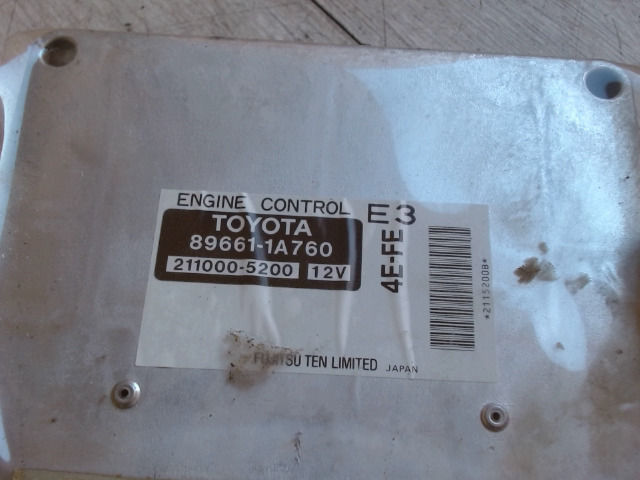 ENGINE CONTROL E3
TOYOTA
89661-1A760
211000-5200 12V
4E-FE
*2115200B*
FUJITSU TEN LIMITED JAPAN